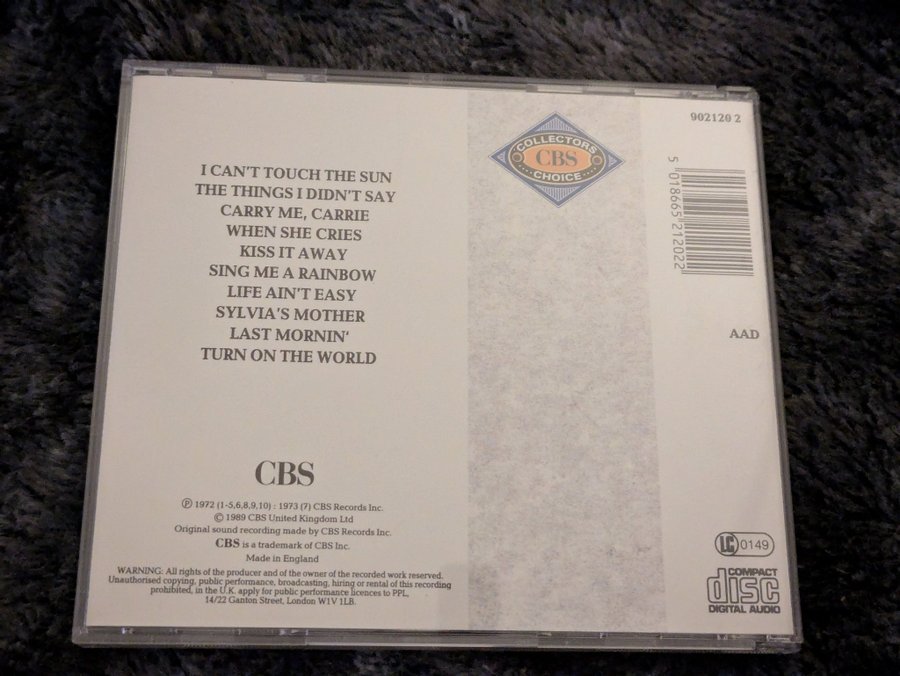 902120 2
COLLECTORS
CBS
CHOICE
5 018665 212022
I CAN'T TOUCH THE SUN
THE THINGS I DIDN'T SAY
CARRY ME, CARRIE
WHEN SHE CRIES
KISS IT AWAY
SING ME A RAINBOW
LIFE AIN'T EASY
SYLVIA'S MOTHER
LAST MORNIN'
TURN ON THE WORLD
AAD
CBS
Ⓟ 1972 (1-5,6,8,9,10) : 1973 (7) CBS Records Inc.
© 1989 CBS United Kingdom Ltd
Original sound recording made by CBS Records Inc.
CBS is a trademark of CBS Inc.
Made in England
WARNING: All rights of the producer and of the owner of the recorded work reserved.
Unauthorised copying, public performance, broadcasting, hiring or rental of this recording
prohibited, in the U.K. apply for public performance licences to PPL,
14/22 Ganton Street, London W1V 1LB.
LC 0149
COMPACT
disc
DIGITAL AUDIO